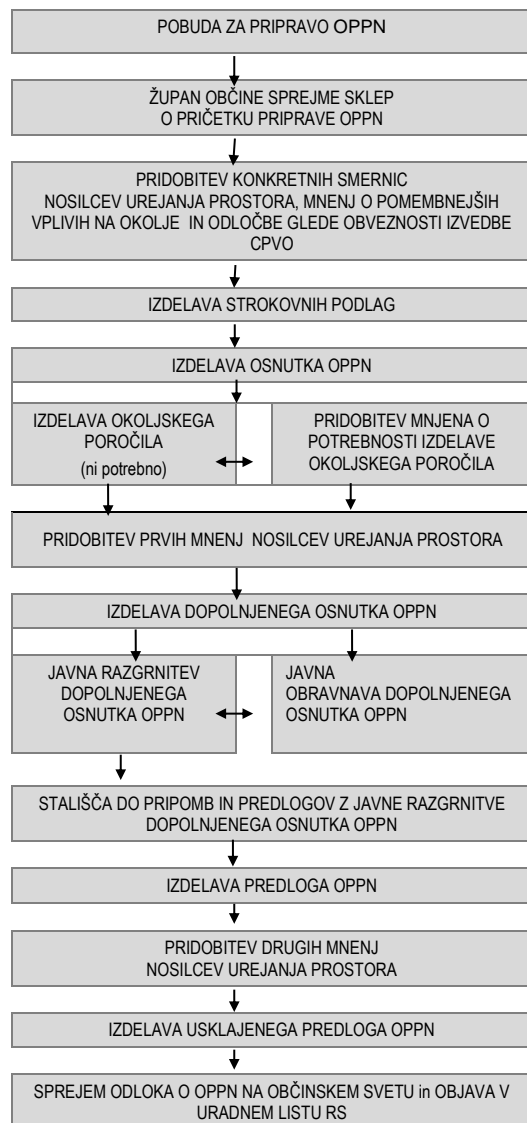 POBUDA ZA PRIPRAVO OPPN
ŽUPAN OBČINE SPREJME SKLEP
O PRIČETKU PRIPRAVE OPPN
PRIDOBITEV KONKRETNIH SMERNIC
NOSILCEV UREJANJA PROSTORA, MNENJ O POMEMBNEJŠIH
VPLIVIH NA OKOLJE IN ODLOČBE GLEDE OBVEZNOSTI IZVEDBE
CPVO
IZDELAVA STROKOVNIH PODLAG
IZDELAVA OSNUTKA OPPN
IZDELAVA OKOLJSKEGA
POROČILA
(ni potrebno)
PRIDOBITEV MNJENA O
POTREBNOSTI IZDELAVE
OKOLJSKEGA POROČILA
PRIDOBITEV PRVIH MNENJ NOSILCEV UREJANJA PROSTORA
IZDELAVA DOPOLNJENEGA OSNUTKA OPPN
JAVNA RAZGRNITEV
DOPOLNJENEGA
OSNUTKA OPPN
JAVNA
OBRAVNAVA DOPOLNJENEGA
OSNUTKA OPPN
STALIŠČA DO PRIPOMB IN PREDLOGOV Z JAVNE RAZGRNITVE
DOPOLNJENEGA OSNUTKA OPPN
IZDELAVA PREDLOGA OPPN
PRIDOBITEV DRUGIH MNENJ
NOSILCEV UREJANJA PROSTORA
IZDELAVA USKLAJENEGA PREDLOGA OPPN
SPREJEM ODLOKA O OPPN NA OBČINSKEM SVETU in OBJAVA V
URADNEM LISTU RS